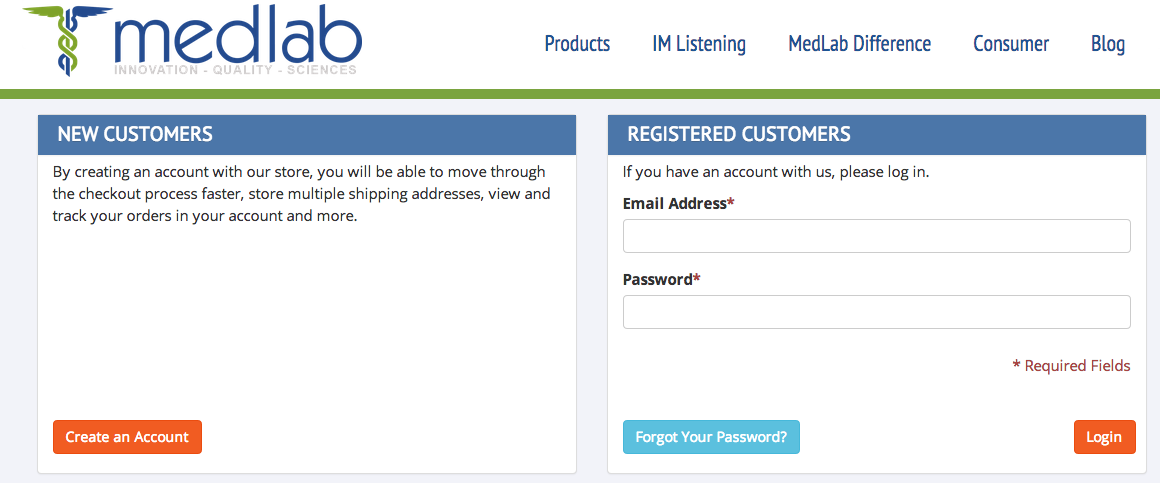 medlab
INNOVATION - QUALITY - SCIENCES
Products IM Listening MedLab Difference Consumer Blog
NEW CUSTOMERS
By creating an account with our store, you will be able to move through
the checkout process faster, store multiple shipping addresses, view and
track your orders in your account and more.
Create an Account
REGISTERED CUSTOMERS
If you have an account with us, please log in.
Email Address*
Password*
* Required Fields
Forgot Your Password? Login